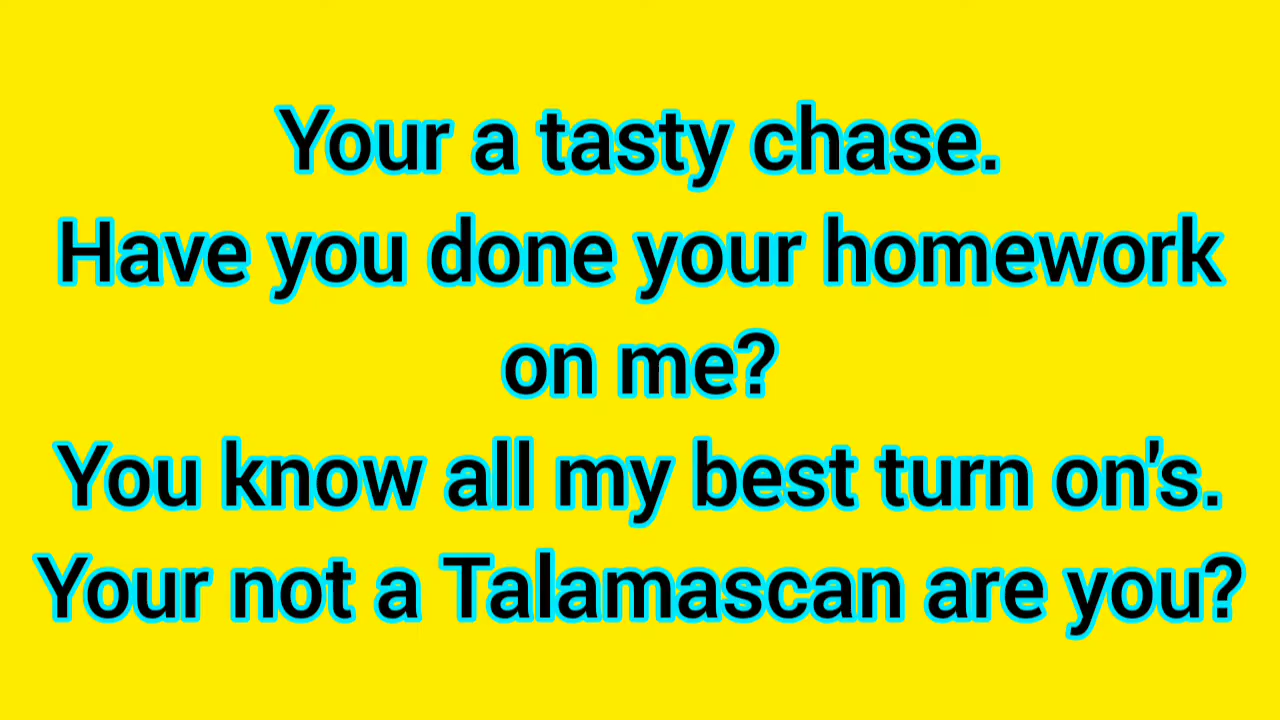 Your a tasty chase.
Have you done your homework
on me?
You know all my best turn on's.
Your not a Talamascan are you?